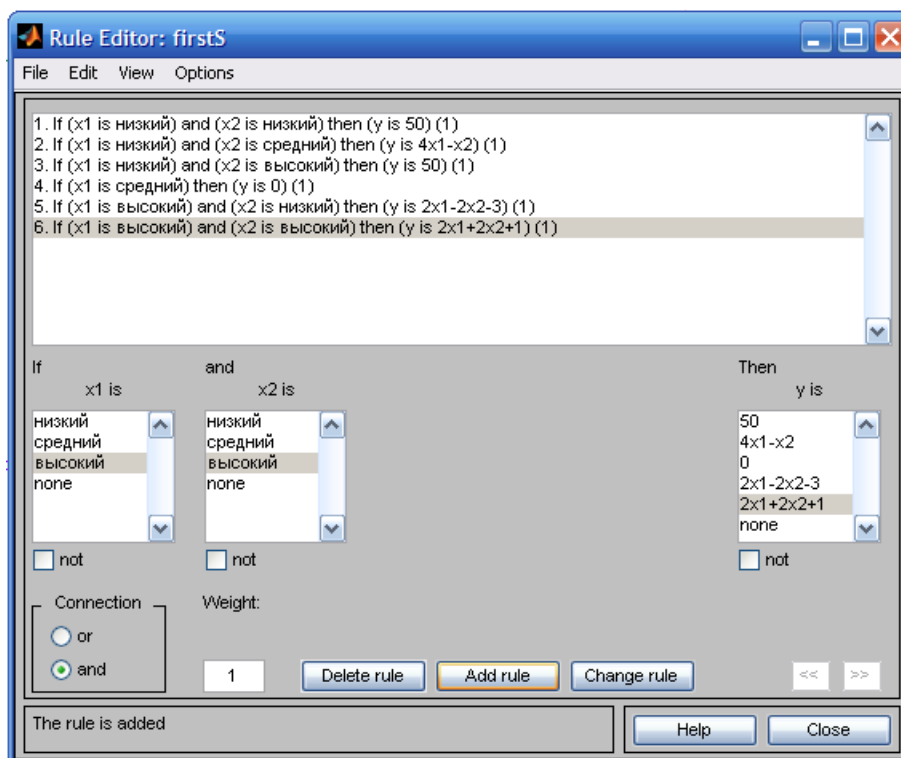 Rule Editor: firstS
File Edit View Options
1. If (x1 is низкий) and (x2 is низкий) then (y is 50) (1)
2. If (x1 is низкий) and (x2 is средний) then (y is 4x1-x2) (1)
3. If (x1 is низкий) and (x2 is высокий) then (y is 50) (1)
4. If (x1 is средний) then (y is 0) (1)
5. If (x1 is высокий) and (x2 is низкий) then (y is 2x1-2x2-3) (1)
6. If (x1 is высокий) and (x2 is высокий) then (y is 2x1+2x2+1) (1)
If
x1 is
низкий
средний
высокий
none
not
and
x2 is
низкий
средний
высокий
none
not
Then
y is
50
4x1-x2
0
2x1-2x2-3
2x1+2x2+1
none
not
Connection
or
and
Weight:
1
Delete rule
Add rule
Change rule
<<
>>
The rule is added
Help
Close